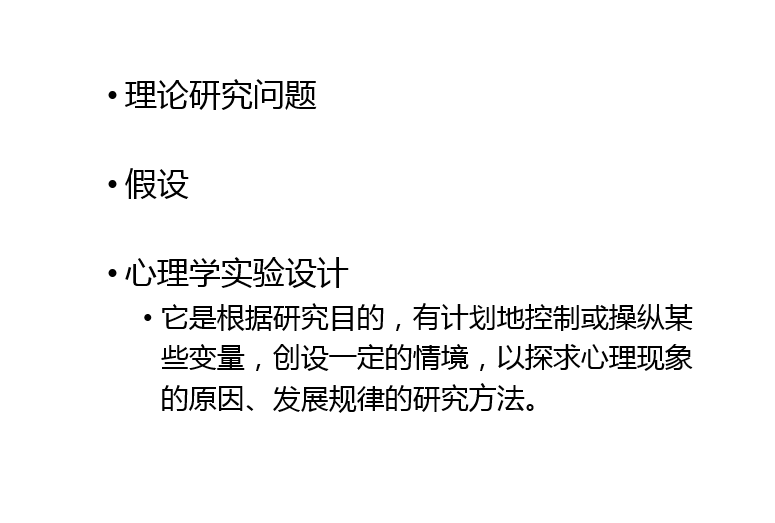 • 理论研究问题
• 假设
• 心理学实验设计
• 它是根据研究目的，有计划地控制或操纵某
些变量，创设一定的情境，以探求心理现象
的原因、发展规律的研究方法。